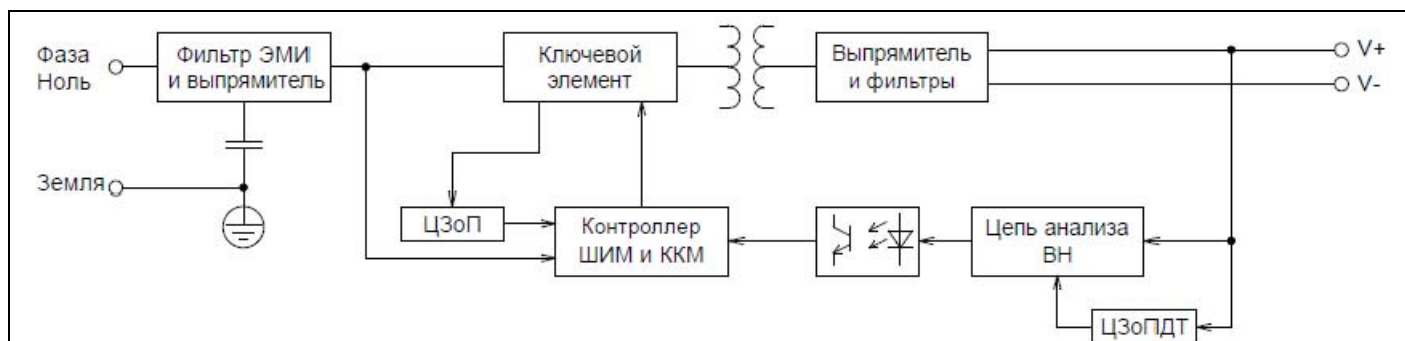 Фаза
Ноль
Фильтр ЭМИ
и выпрямитель
Ключевой
элемент
Выпрямитель
и фильтры
V+
V-
Земля
ЦЗоП
Контроллер
ШИМ и ККМ
Цепь анализа
ВН
ЦЗоПДТ